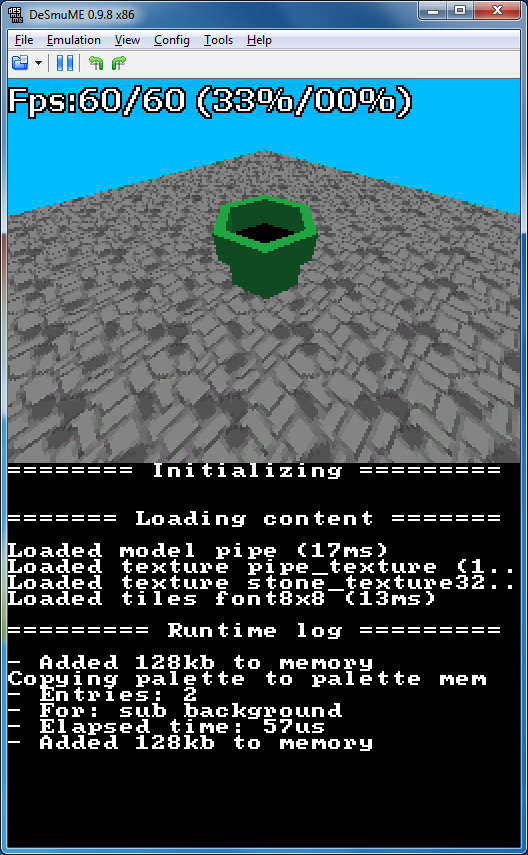 DeSmuME 0.9.8 x86
File Emulation View Config Tools Help
Fps:60/60 (33%/00%)
======== Initializing =========
======= Loading content =======
Loaded model pipe (17ms)
Loaded texture pipe_texture (1..
Loaded texture stone_texture32..
Loaded tiles font8x8 (13ms)
========= Runtime log =========
- Added 128kb to memory
Copying palette to palette mem
- Entries: 2
- For: sub background
- Elapsed time: 57us
- Added 128kb to memory